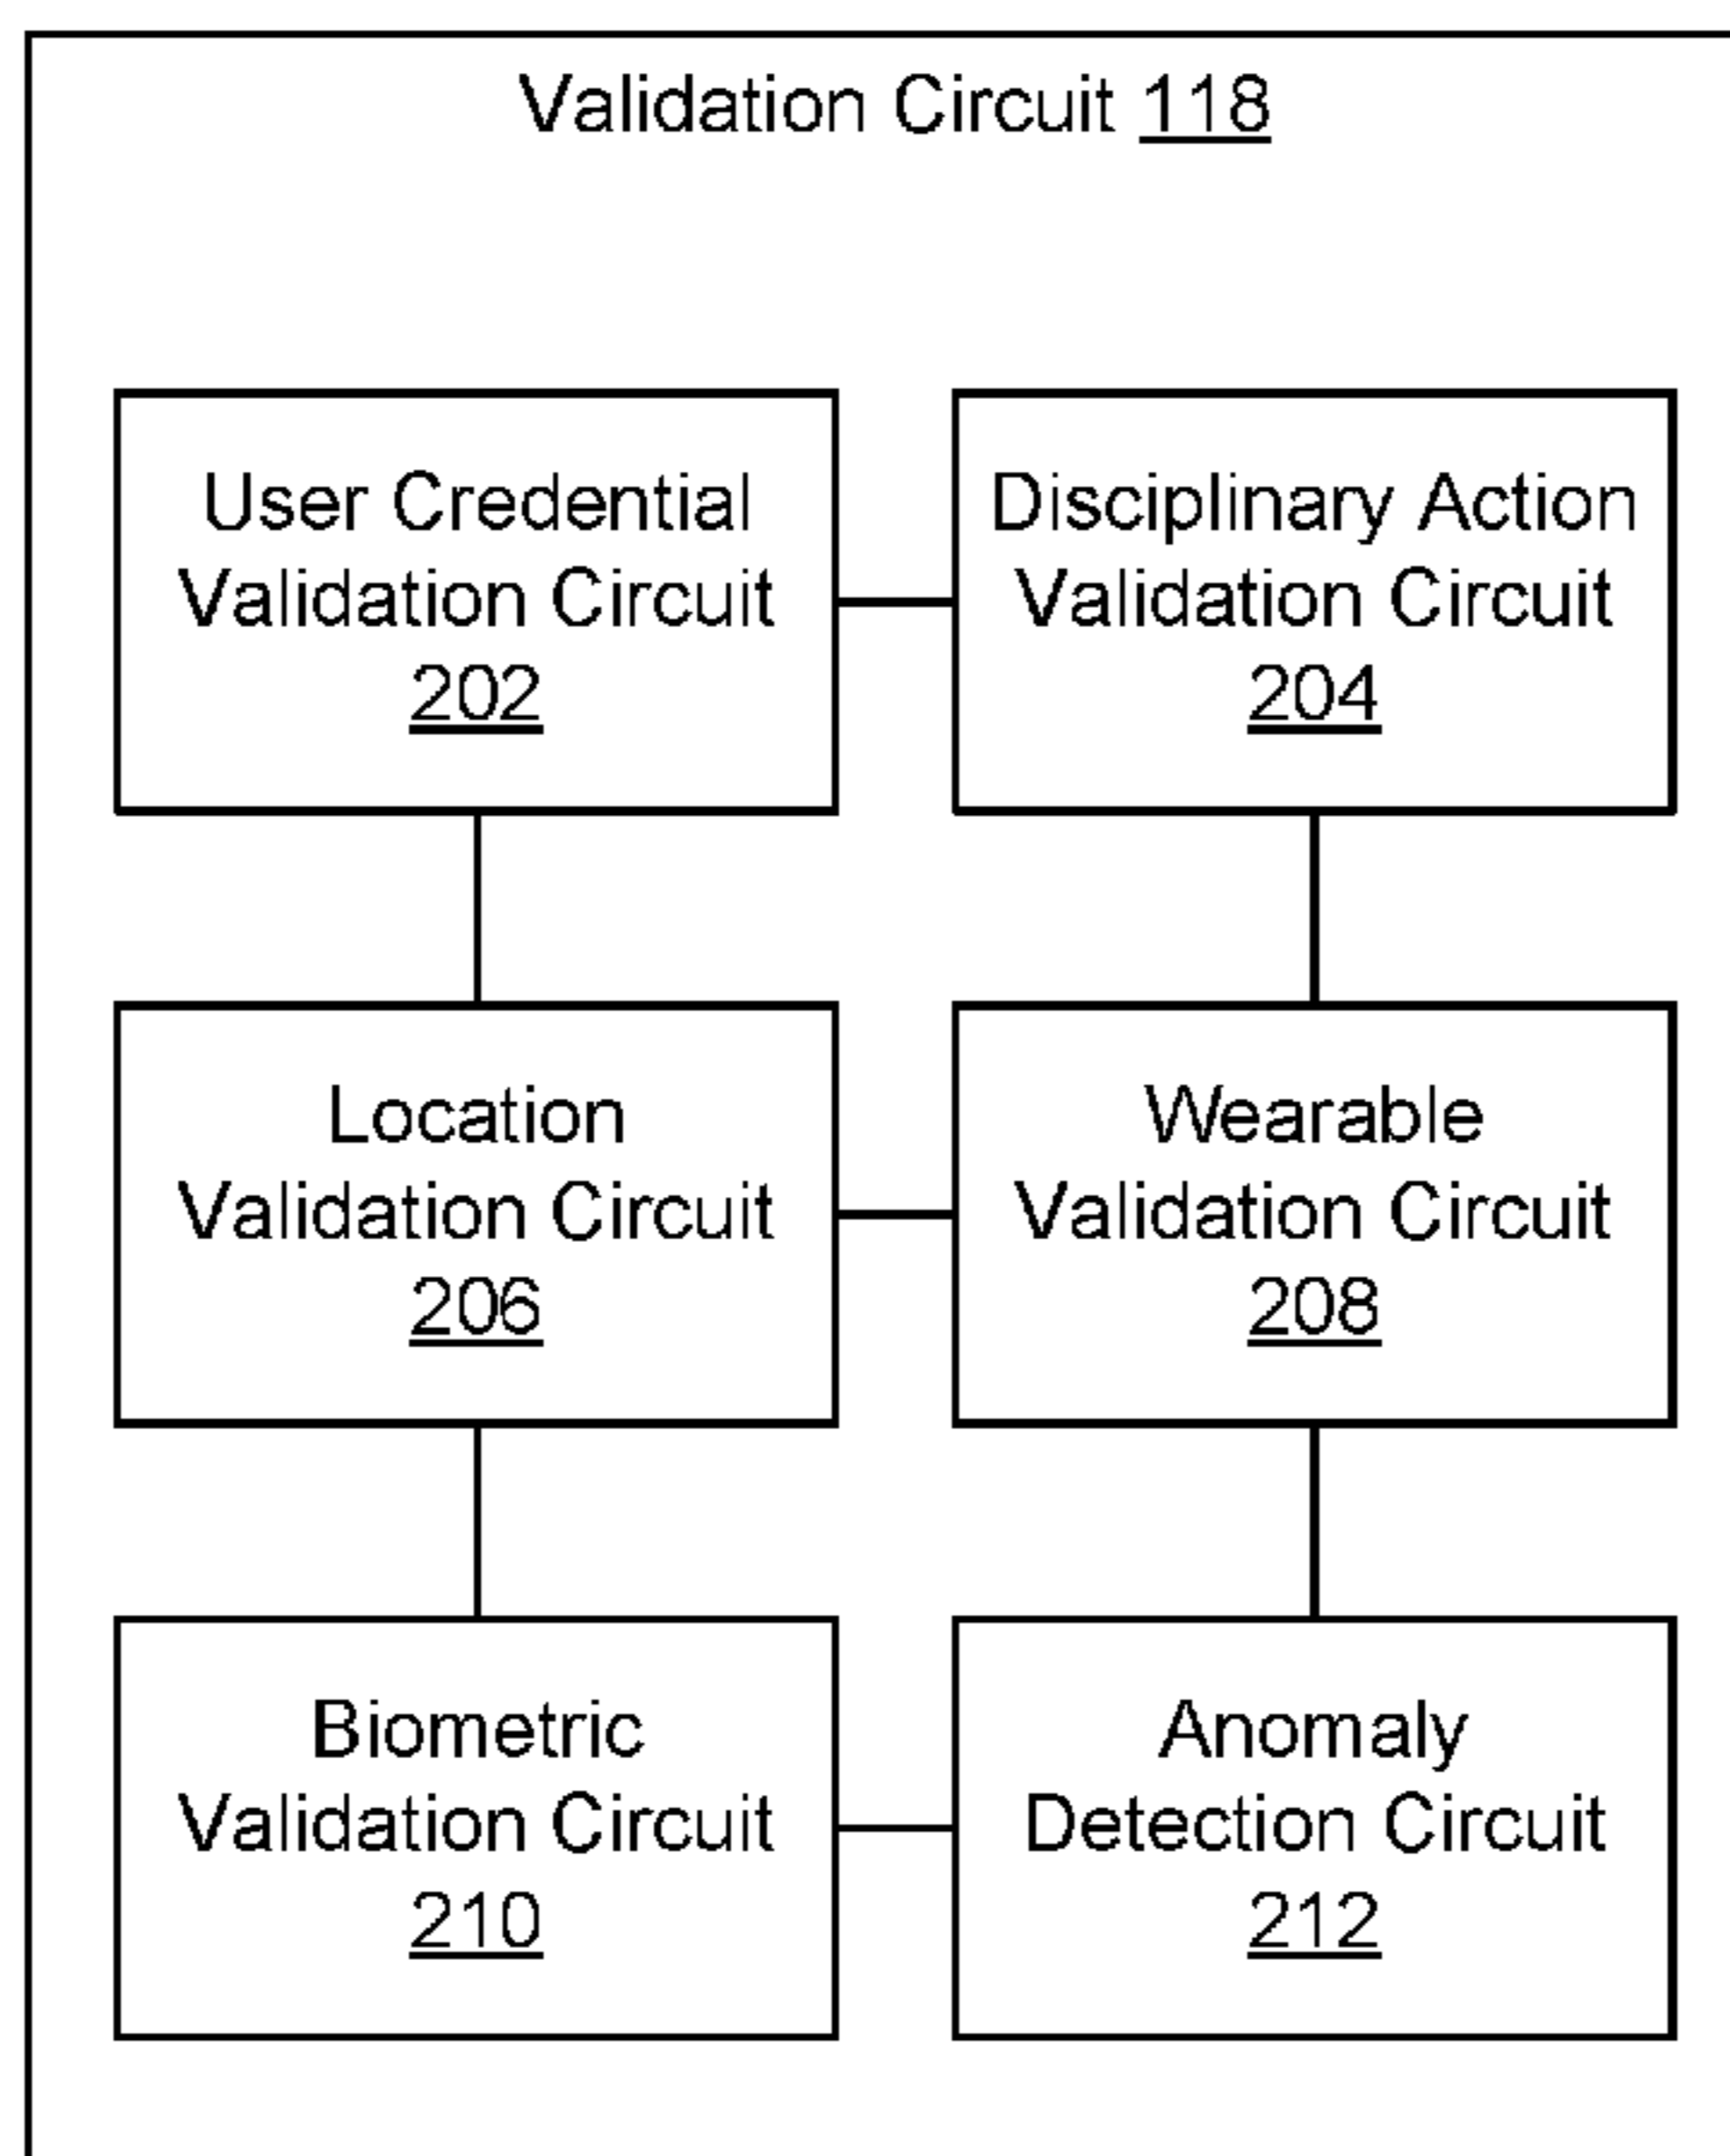 Validation Circuit 118
User Credential
Validation Circuit
202
Disciplinary Action
Validation Circuit
204
Location
Validation Circuit
206
Wearable
Validation Circuit
208
Biometric
Validation Circuit
210
Anomaly
Detection Circuit
212